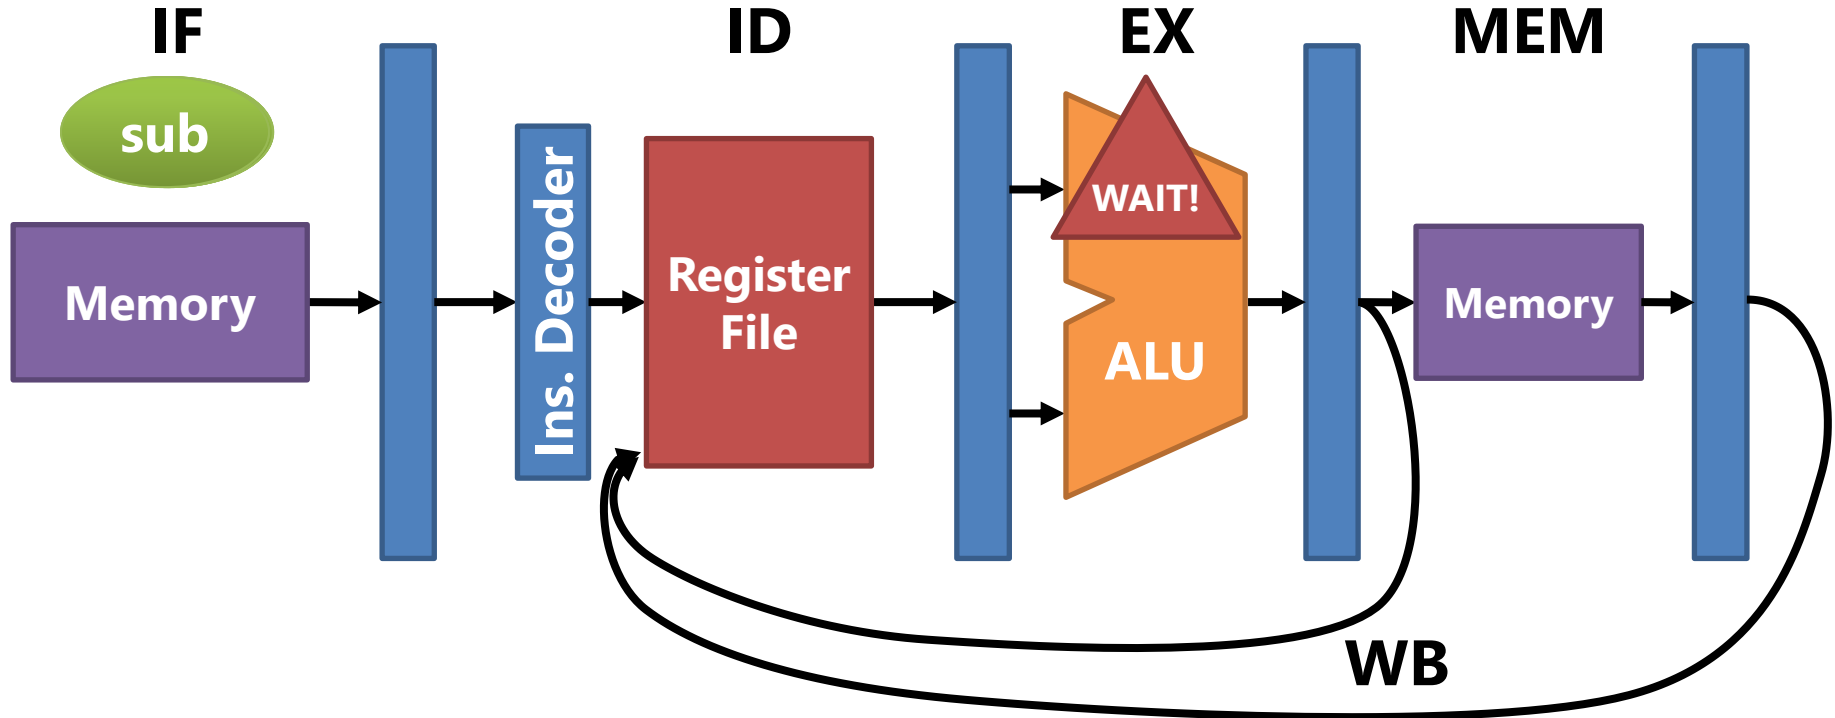 IF
ID
EX
MEM
sub
WAIT!
Memory
Ins. Decoder
Register
File
ALU
Memory
WB